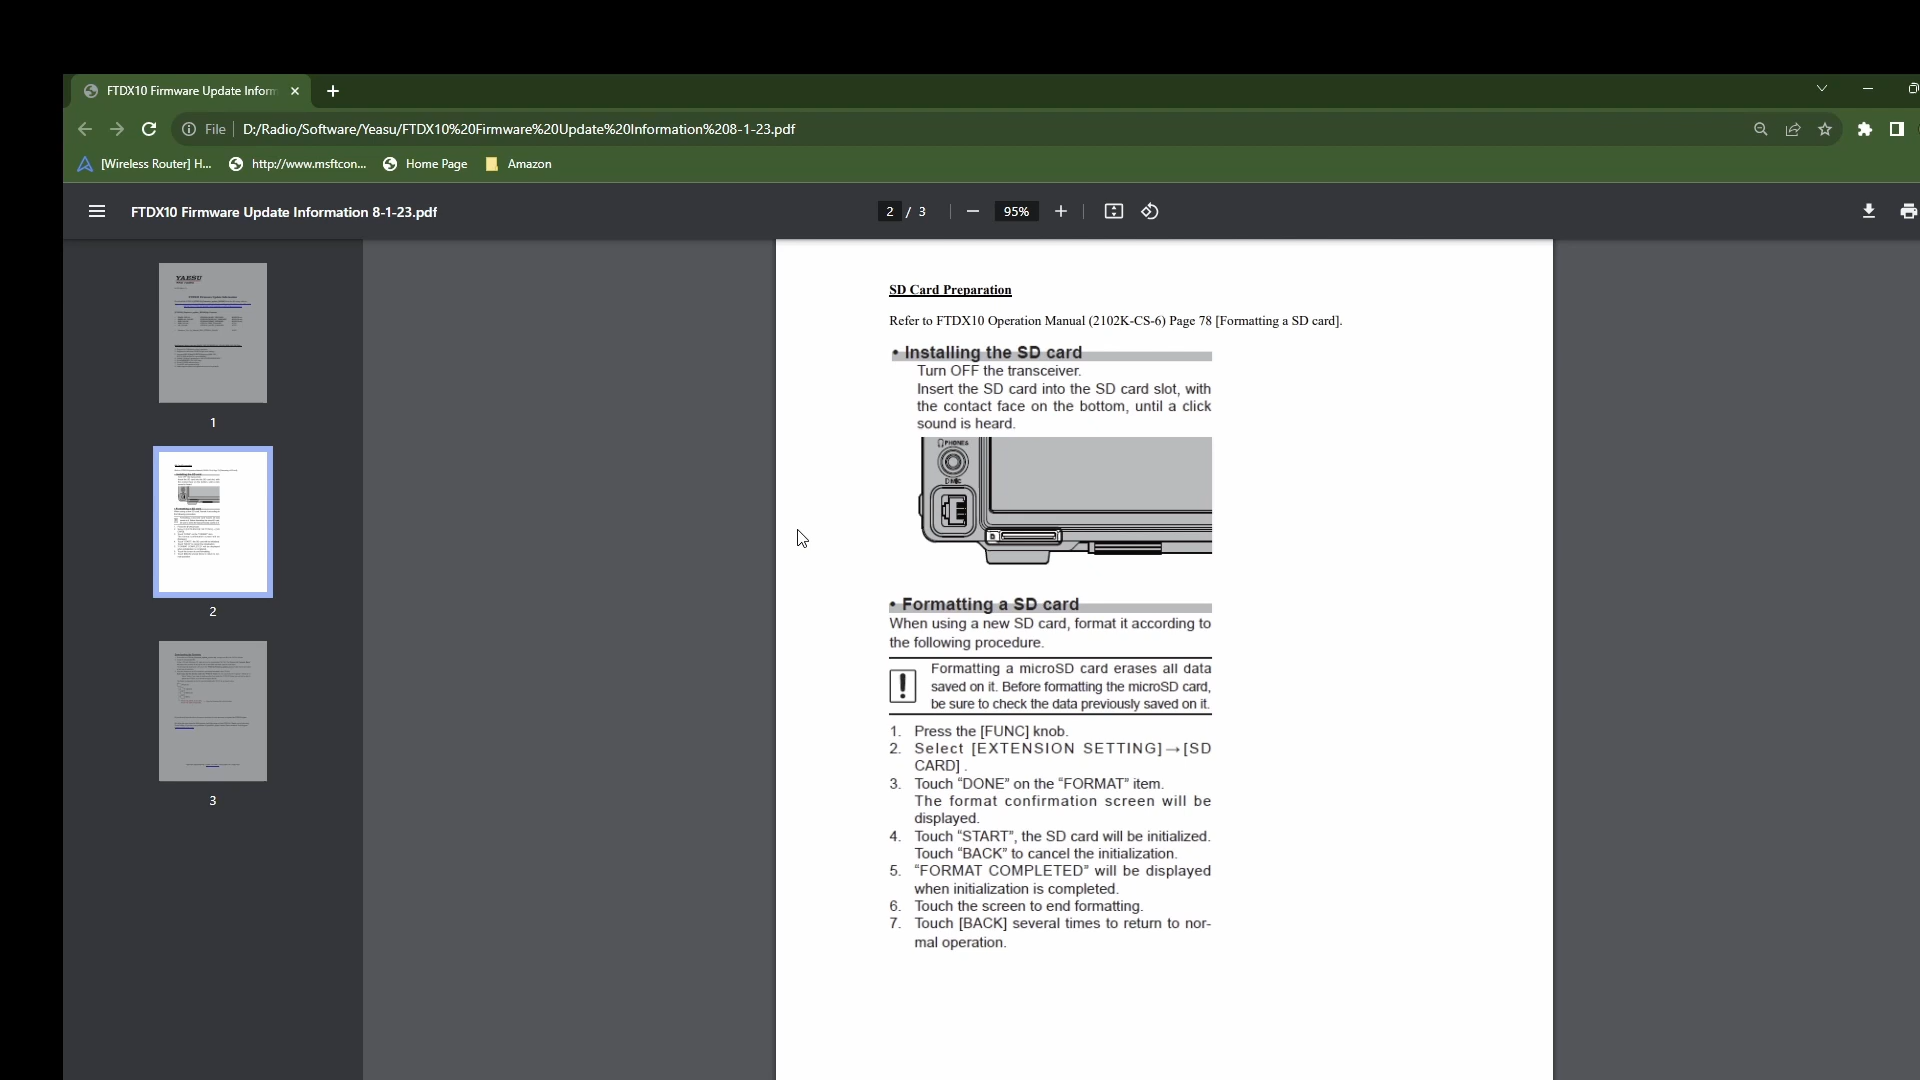 FTDX10 Firmware Update Inform
File
D:/Radio/Software/Yeasu/FTDX10%20Firmware%20Update%20Information%208-1-23.pdf
[Wireless Router] H...
http://www.msftcon...
Home Page
Amazon
FTDX10 Firmware Update Information 8-1-23.pdf
2 / 3
95%
YAESU
1
2
3
SD Card Preparation
Refer to FTDX10 Operation Manual (2102K-CS-6) Page 78 [Formatting a SD card].
• Installing the SD card
Turn OFF the transceiver.
Insert the SD card into the SD card slot, with
the contact face on the bottom, until a click
sound is heard.
PHONES
MIC
• Formatting a SD card
When using a new SD card, format it according to
the following procedure.
Formatting a microSD card erases all data
saved on it. Before formatting the microSD card,
be sure to check the data previously saved on it.
1. Press the [FUNC] knob.
2. Select [EXTENSION SETTING]→[SD
CARD] .
3. Touch “DONE” on the “FORMAT” item.
The format confirmation screen will be
displayed.
4. Touch “START”, the SD card will be initialized.
Touch “BACK” to cancel the initialization.
5. “FORMAT COMPLETED” will be displayed
when initialization is completed.
6. Touch the screen to end formatting.
7. Touch [BACK] several times to return to nor-
mal operation.